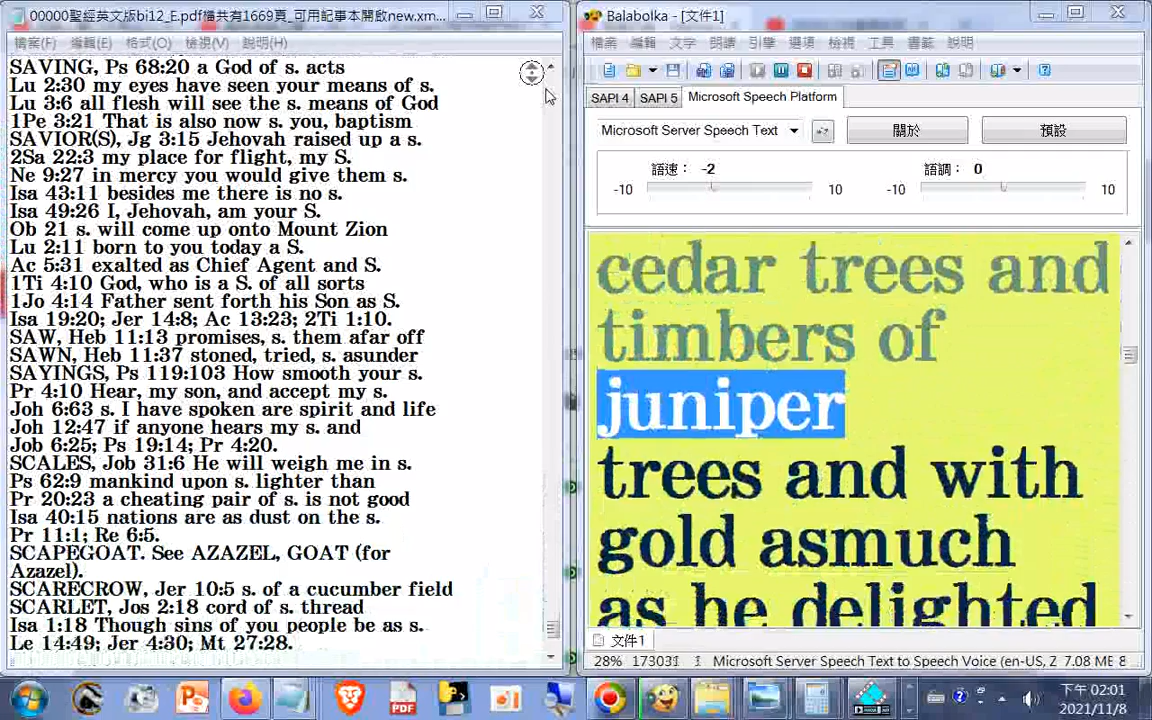 00000聖經英文版bi12_E.pdf檔共有1669頁_可用記事本開啟new.xm...
檔案(F) 編輯(E) 格式(O) 檢視(V) 說明(H)
SAVING, Ps 68:20 a God of s. acts
Lu 2:30 my eyes have seen your means of s.
Lu 3:6 all flesh will see the s. means of God
1Pe 3:21 That is also now s. you, baptism
SAVIOR(S), Jg 3:15 Jehovah raised up a s.
2Sa 22:3 my place for flight, my S.
Ne 9:27 in mercy you would give them s.
Isa 43:11 besides me there is no s.
Isa 49:26 I, Jehovah, am your S.
Ob 21 s. will come up onto Mount Zion
Lu 2:11 born to you today a S.
Ac 5:31 exalted as Chief Agent and S.
1Ti 4:10 God, who is a S. of all sorts
1Jo 4:14 Father sent forth his Son as S.
Isa 19:20; Jer 14:8; Ac 13:23; 2Ti 1:10.
SAW, Heb 11:13 promises, s. them afar off
SAWN, Heb 11:37 stoned, tried, s. asunder
SAYINGS, Ps 119:103 How smooth your s.
Pr 4:10 Hear, my son, and accept my s.
Joh 6:63 s. I have spoken are spirit and life
Joh 12:47 if anyone hears my s. and
Job 6:25; Ps 19:14; Pr 4:20.
SCALES, Job 31:6 He will weigh me in s.
Ps 62:9 mankind upon s. lighter than
Pr 20:23 a cheating pair of s. is not good
Isa 40:15 nations are as dust on the s.
Pr 11:1; Re 6:5.
SCAPEGOAT. See AZAZEL, GOAT (for
Azazel).
SCARECROW, Jer 10:5 s. of a cucumber field
SCARLET, Jos 2:18 cord of s. thread
Isa 1:18 Though sins of you people be as s.
Le 14:49; Jer 4:30; Mt 27:28.
Balabolka - [文件1]
檔案 編輯 文字 朗讀 引擎 選項 檢視 工具 書籤 說明
SAPI 4 SAPI 5 Microsoft Speech Platform
Microsoft Server Speech Text 關於 預設
語速: -2 語調: 0
-10 10 -10 10
cedar trees and
timbers of
juniper
trees and with
gold asmuch
as he delighted
文件1
28% 173031 Microsoft Server Speech Text to Speech Voice (en-US, Z 7.08 ME 8
下午 02:01
2021/11/8